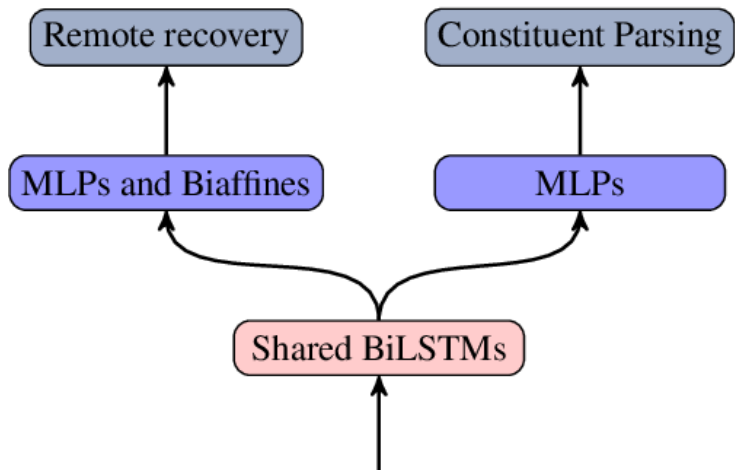 Remote recovery
Constituent Parsing
MLPs and Biaffines
MLPs
Shared BiLSTMs